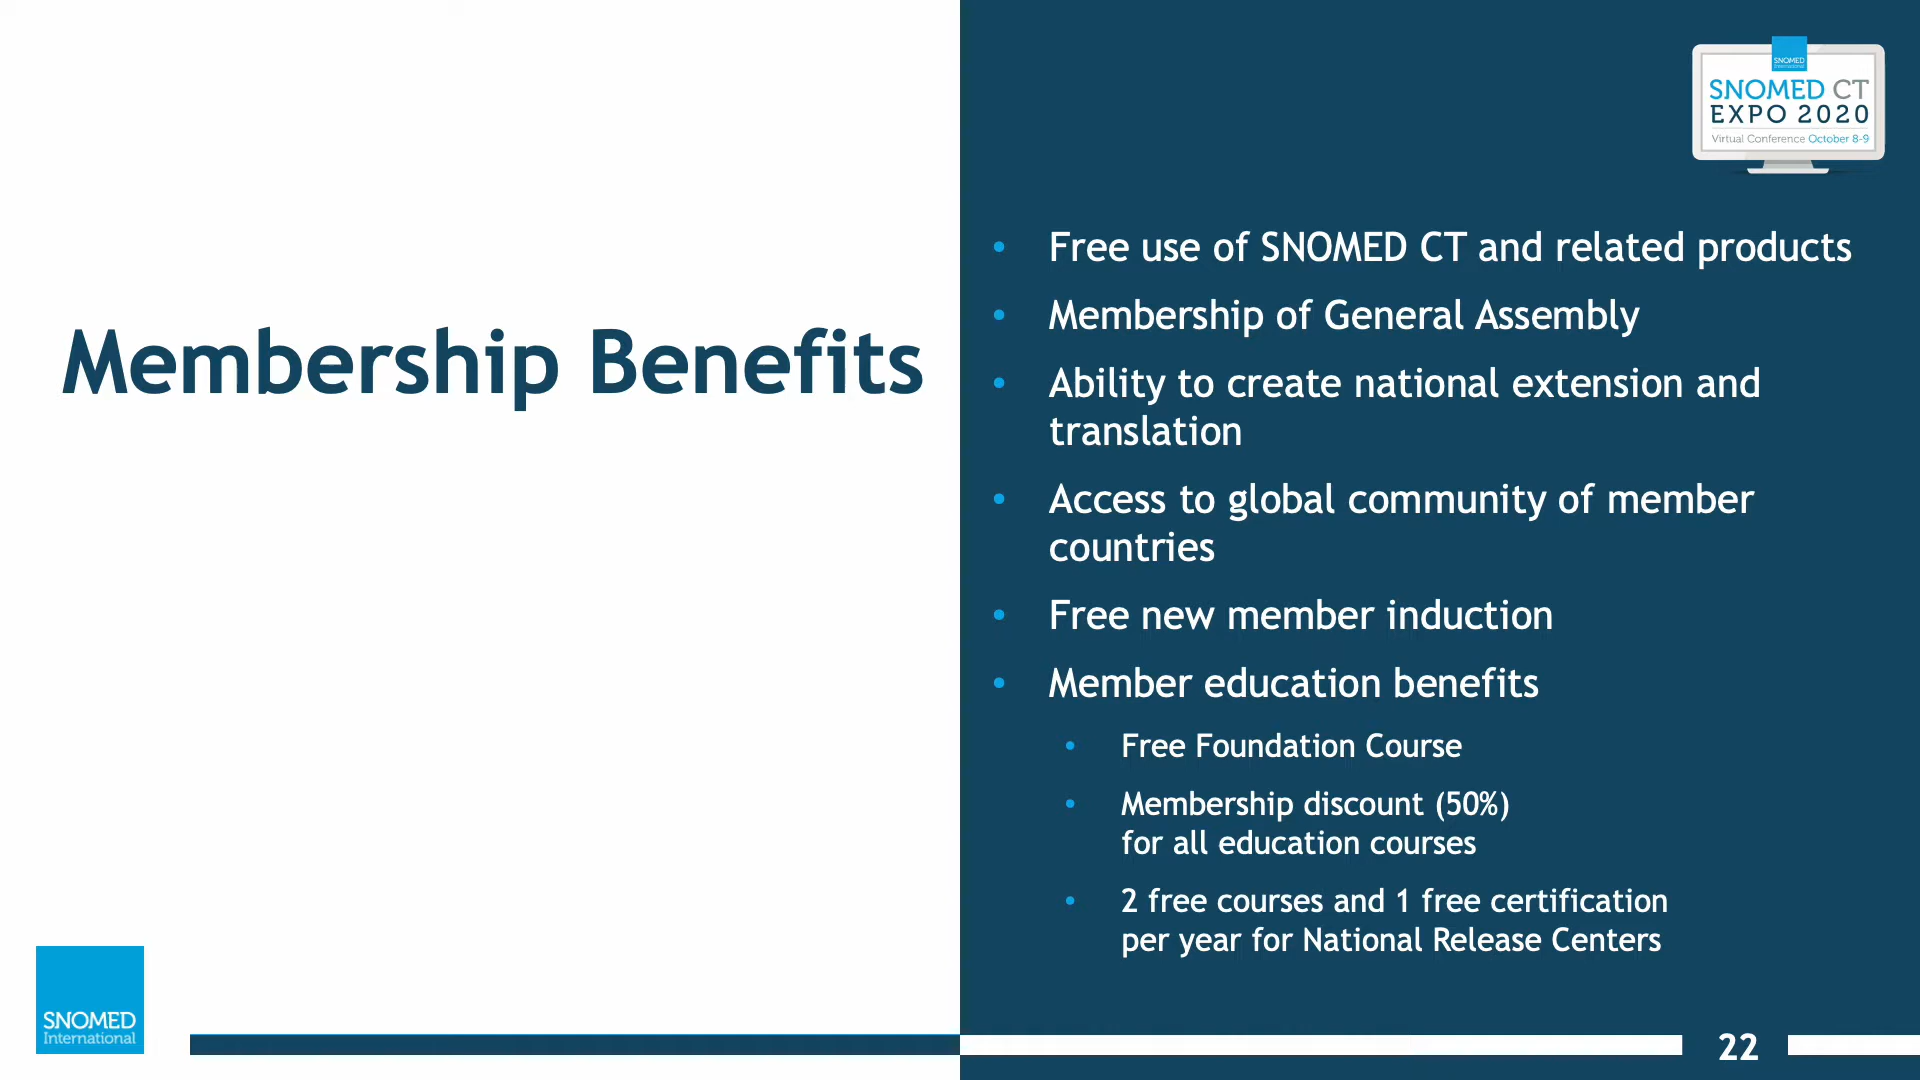 SNOMED
International
SNOMED CT
EXPO 2020
Virtual Conference October 8-9
Membership Benefits
• Free use of SNOMED CT and related products
• Membership of General Assembly
• Ability to create national extension and
translation
• Access to global community of member
countries
• Free new member induction
• Member education benefits
• Free Foundation Course
• Membership discount (50%)
for all education courses
• 2 free courses and 1 free certification
per year for National Release Centers
SNOMED
International
22